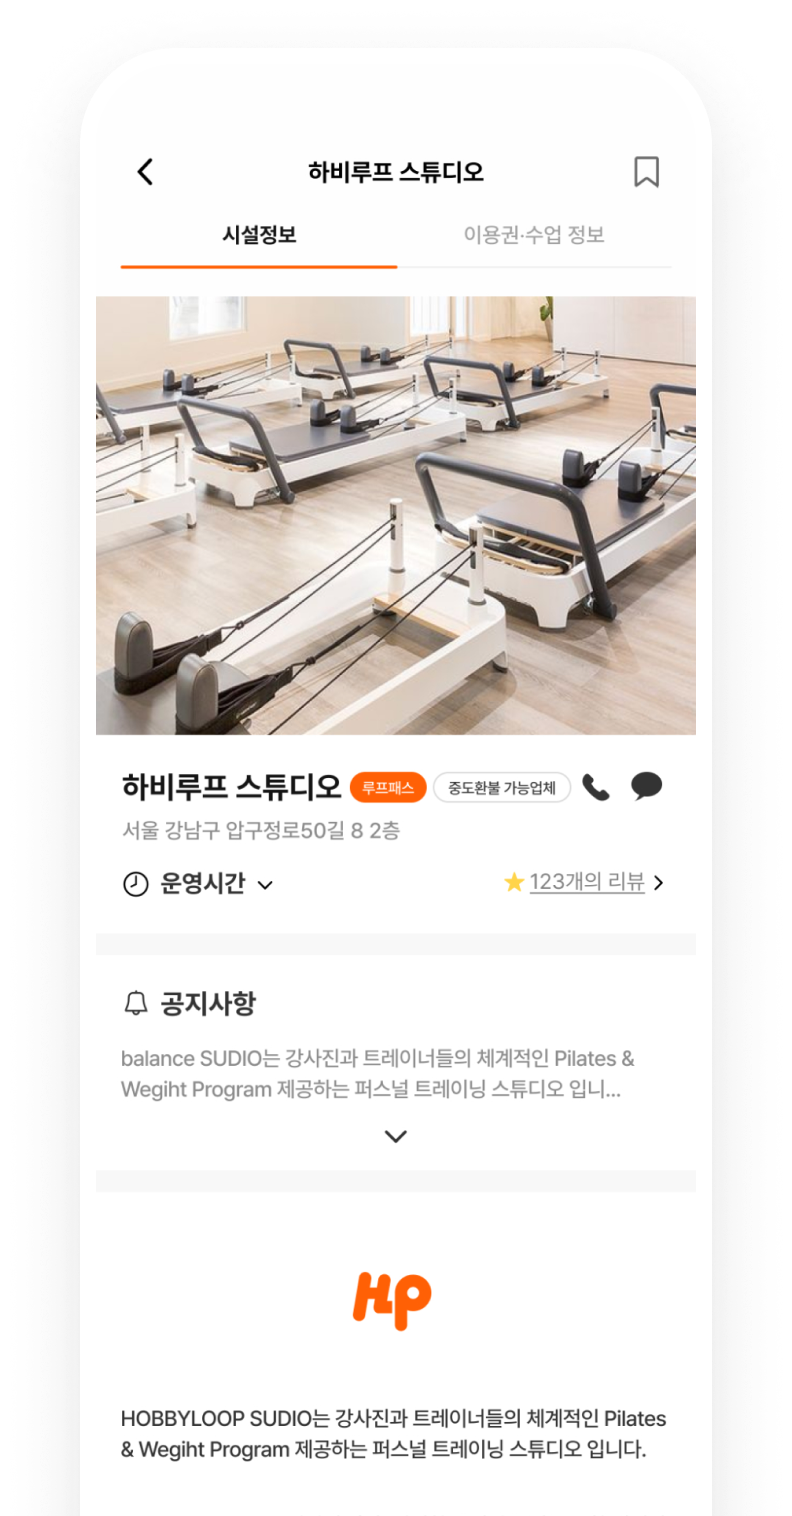 하비루프 스튜디오
시설정보
이용권·수업 정보
하비루프 스튜디오 루프패스 중도환불 가능업체
서울 강남구 압구정로50길 8 2층
운영시간
123개의 리뷰
공지사항
balance SUDIO는 강사진과 트레이너들의 체계적인 Pilates &
Wegiht Program 제공하는 퍼스널 트레이닝 스튜디오 입니...
Hp
HOBBYLOOP SUDIO는 강사진과 트레이너들의 체계적인 Pilates
& Wegiht Program 제공하는 퍼스널 트레이닝 스튜디오 입니다.